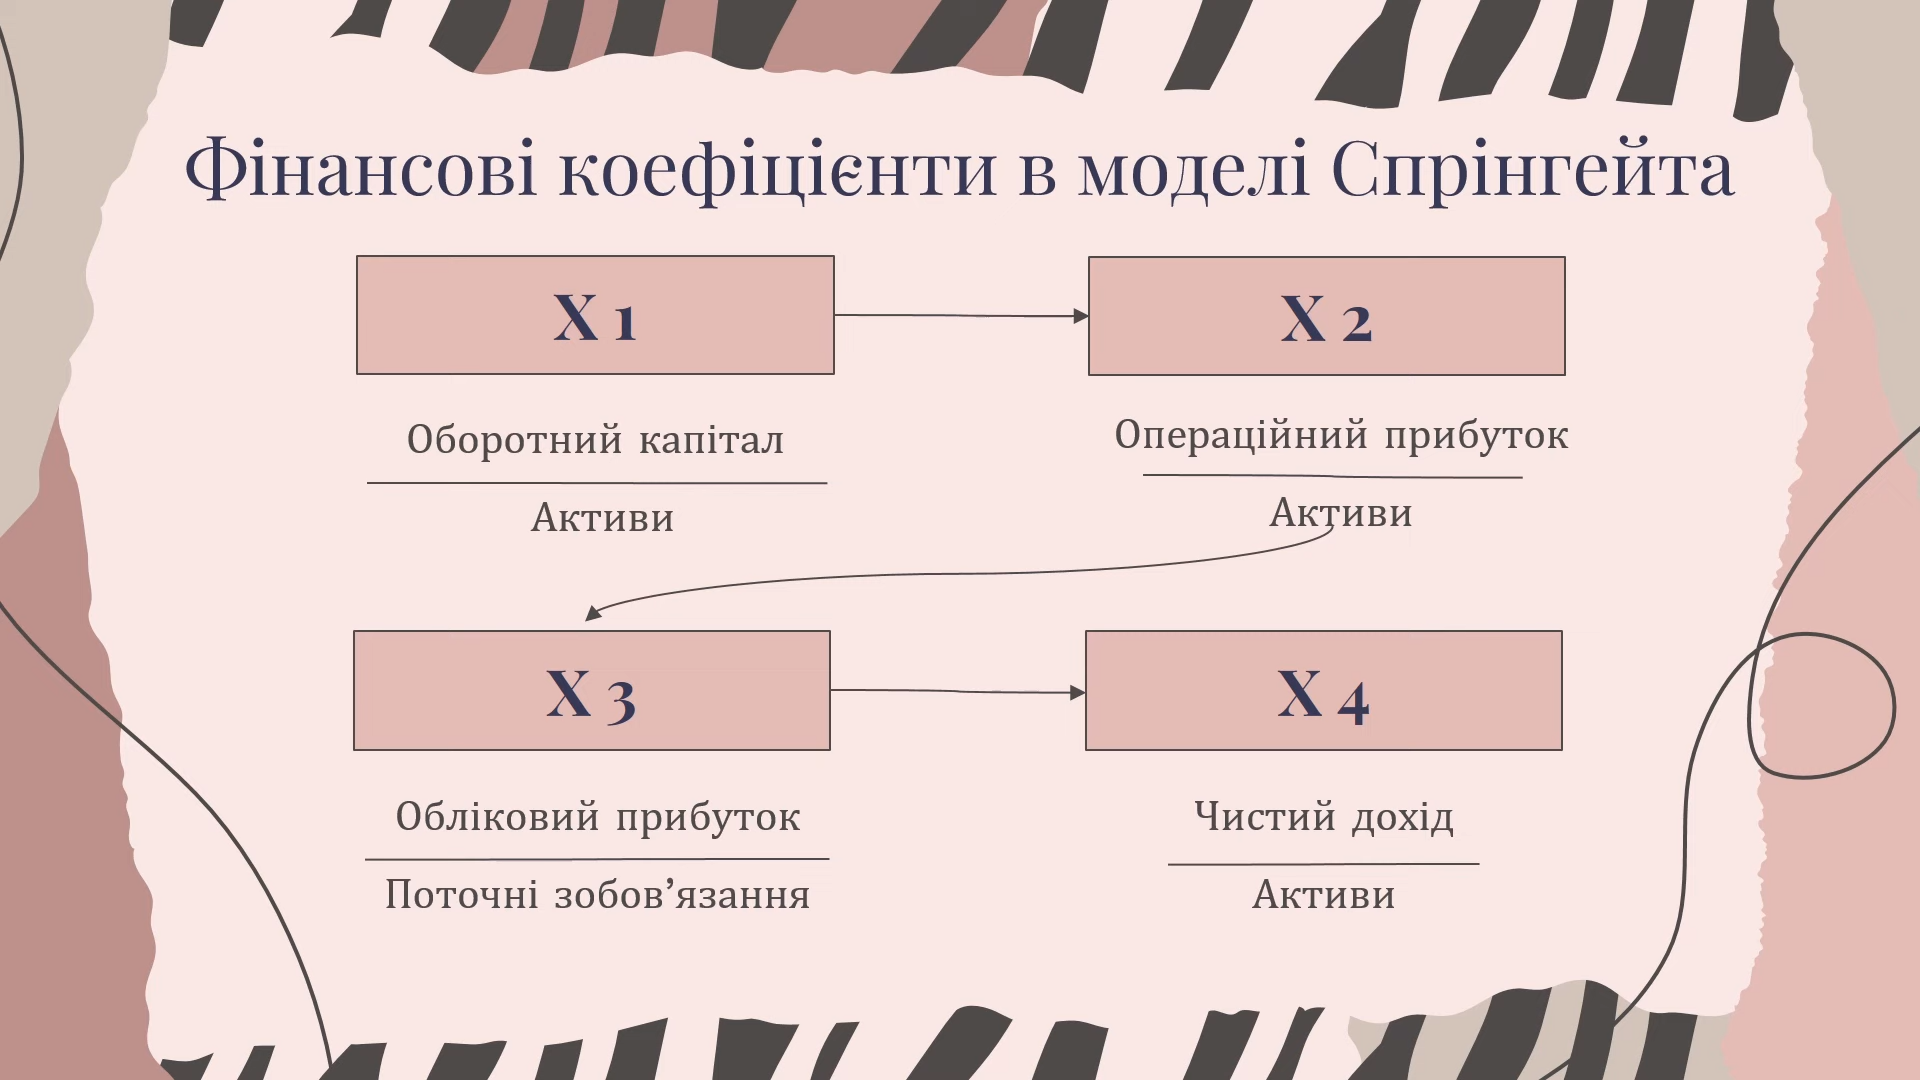 Фінансові коефіцієнти в моделі Спрінгейта
X 1
X 2
Оборотний капітал
Активи
Операційний прибуток
Активи
X 3
X 4
Обліковий прибуток
Поточні зобов’язання
Чистий дохід
Активи